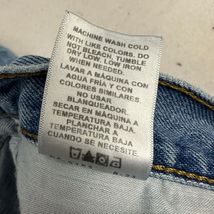 MACHINE WASH COLD
WITH LIKE COLORS. DO
NOT BLEACH, TUMBLE
DRY LOW, LOW IRON
WHEN NEEDED.
LAVAR A MÁQUINA CON
AGUA FRÍA Y CON
COLORES SIMILARES.
NO USAR
BLANQUEADOR.
SECAR EN MÁQUINA A
TEMPERATURA BAJA.
PLANCHAR A
TEMPERATURA BAJA
CUANDO SE NECESITE